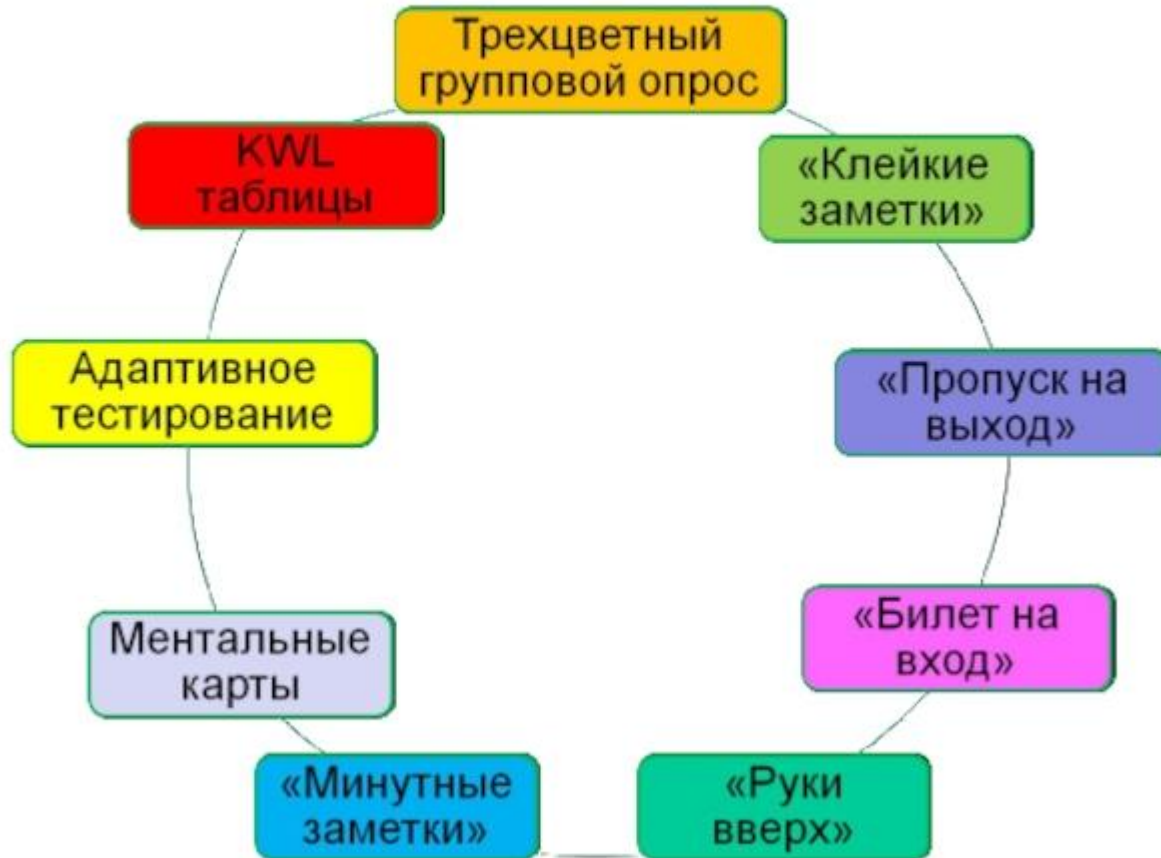 Трехцветный
групповой опрос
«Клейкие
заметки»
«Пропуск на
выход»
«Билет на
вход»
«Руки
вверх»
«Минутные
заметки»
Ментальные
карты
Адаптивное
тестирование
KWL
таблицы